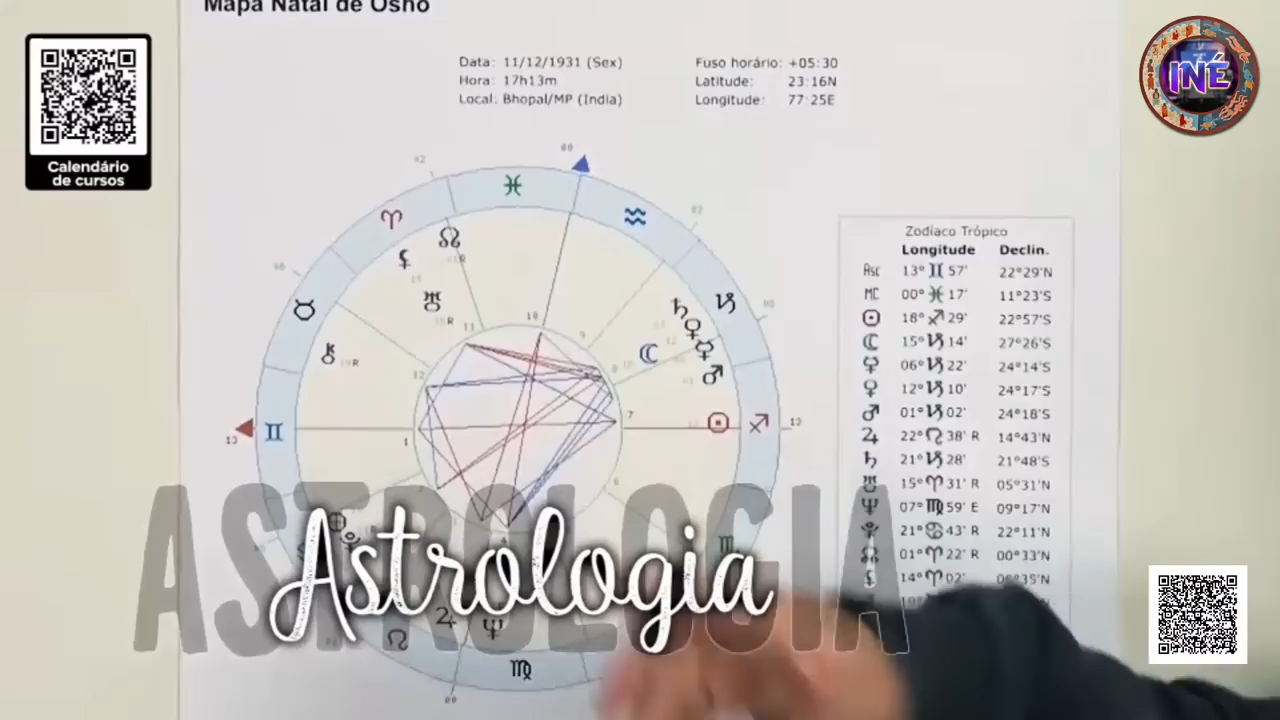 Mapa Natal de Osho
Data: 11/12/1931 (Sex)
Hora: 17h13m
Local: Bhopal/MP (Índia)
Fuso horário: +05:30
Latitude: 23:16N
Longitude: 77:25E
Calendário
de cursos
INÉ
Zodíaco Trópico
Longitude Declin.
Asc 13° ♊ 57' 22°29'N
MC 00° ♓ 17' 11°23'S
☉ 18° ♐ 29' 22°57'S
☾ 15° ♑ 14' 27°26'S
☿ 06° ♑ 22' 24°14'S
♀ 12° ♑ 10' 24°17'S
♂ 01° ♑ 02' 24°18'S
♃ 22° ♌ 38' R 14°43'N
♄ 21° ♑ 28' 21°48'S
♅ 15° ♈ 31' R 05°31'N
♆ 07° ♍ 59' E 09°17'N
21° ♋ 43' R 22°11'N
☊ 01° ♈ 22' R 00°33'N
⚸ 14° ♈ 02'
ASTROLOGIA
Astrologia